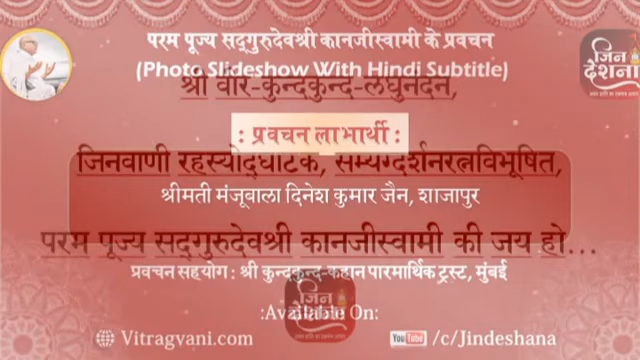 परम पूज्य सद्गुरुदेवश्री कानजीस्वामी के प्रवचन
(Photo Slideshow With Hindi Subtitle)
श्री वीर-कुन्दकुन्द-लघुनंदन,
: प्रवचन लाभार्थी :
जिनवाणी रहस्योद्घाटक, सम्यग्दर्शनरत्नविभूषित,
श्रीमती मंजूबाला दिनेश कुमार जैन, शाजापुर
परम पूज्य सद्गुरुदेवश्री कानजीस्वामी की जय हो...
प्रवचन सहयोग : श्री कुन्दकुन्द-कहान पारमार्थिक ट्रस्ट, मुंबई
:Available On:
Vitragvani.com
YouTube /c/Jindeshana
जिन
देशना
जिन
देशना